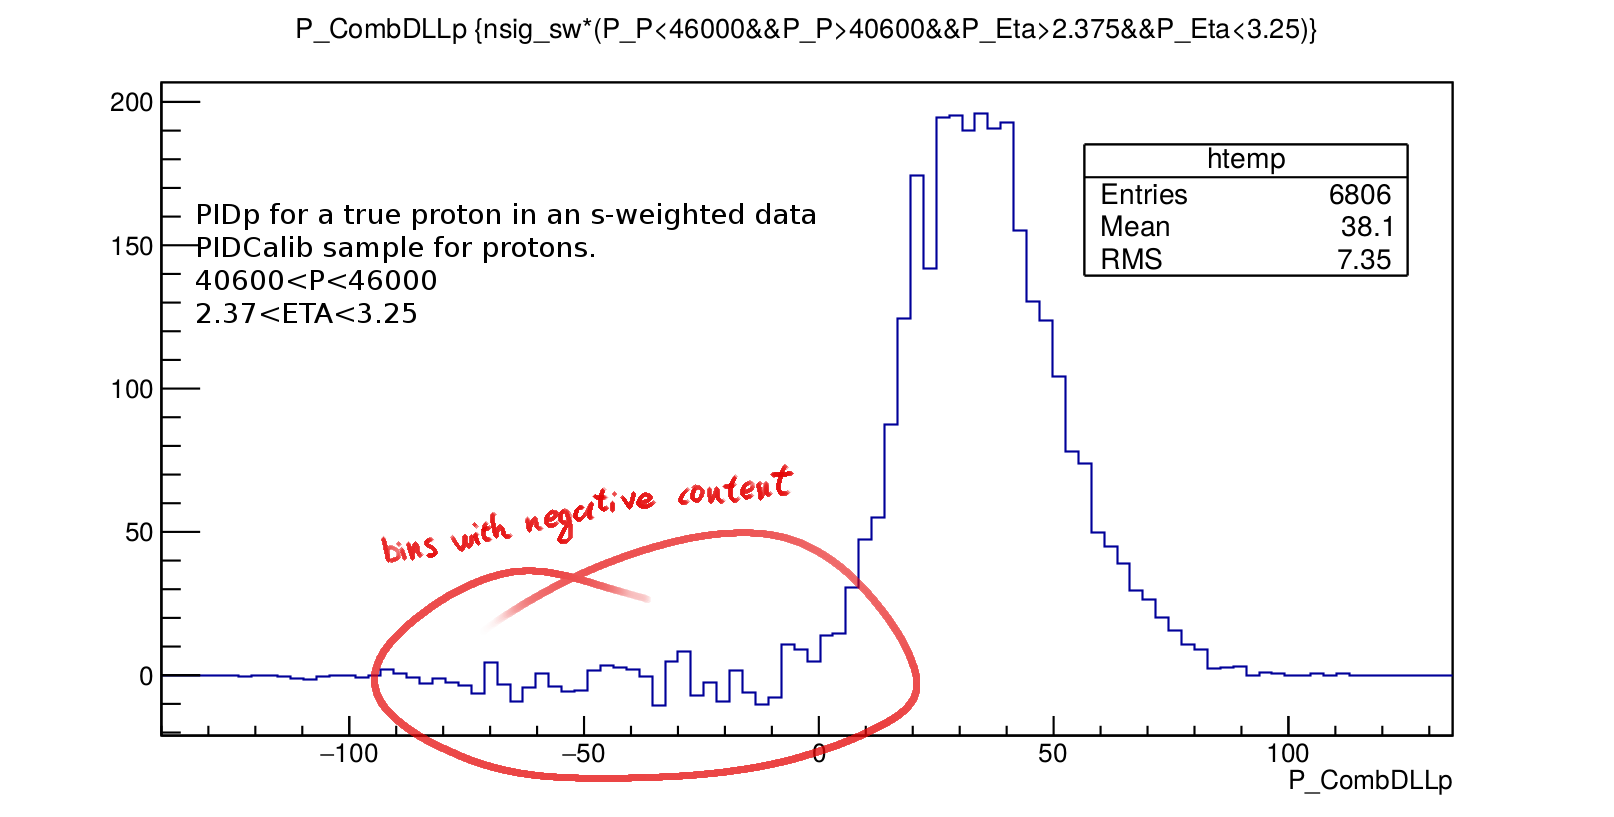 P_CombDLLp {nsig_sw*(P_P<46000&&P_P>40600&&P_Eta>2.375&&P_Eta<3.25)}
200
150
100
50
0
PIDp for a true proton in an s-weighted data
PIDCalib sample for protons.
40600<P<46000
2.37<ETA<3.25
htemp
Entries 6806
Mean 38.1
RMS 7.35
bins with negative content
−100 −50 0 50 100
P_CombDLLp